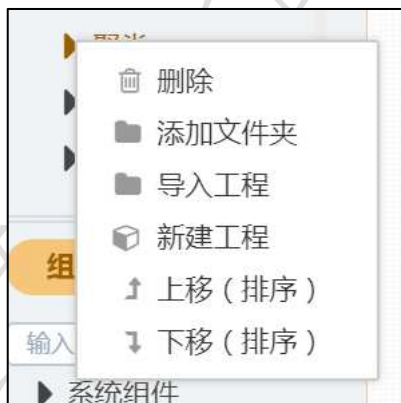 删除
添加文件夹
导入工程
新建工程
上移（排序）
下移（排序）
组
输入
系统组件